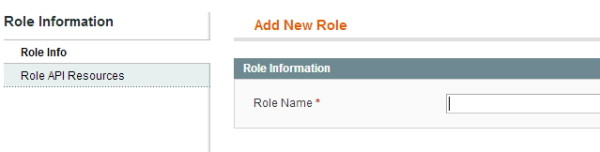 Role Information
Role Info
Role API Resources
Add New Role
Role Information
Role Name *